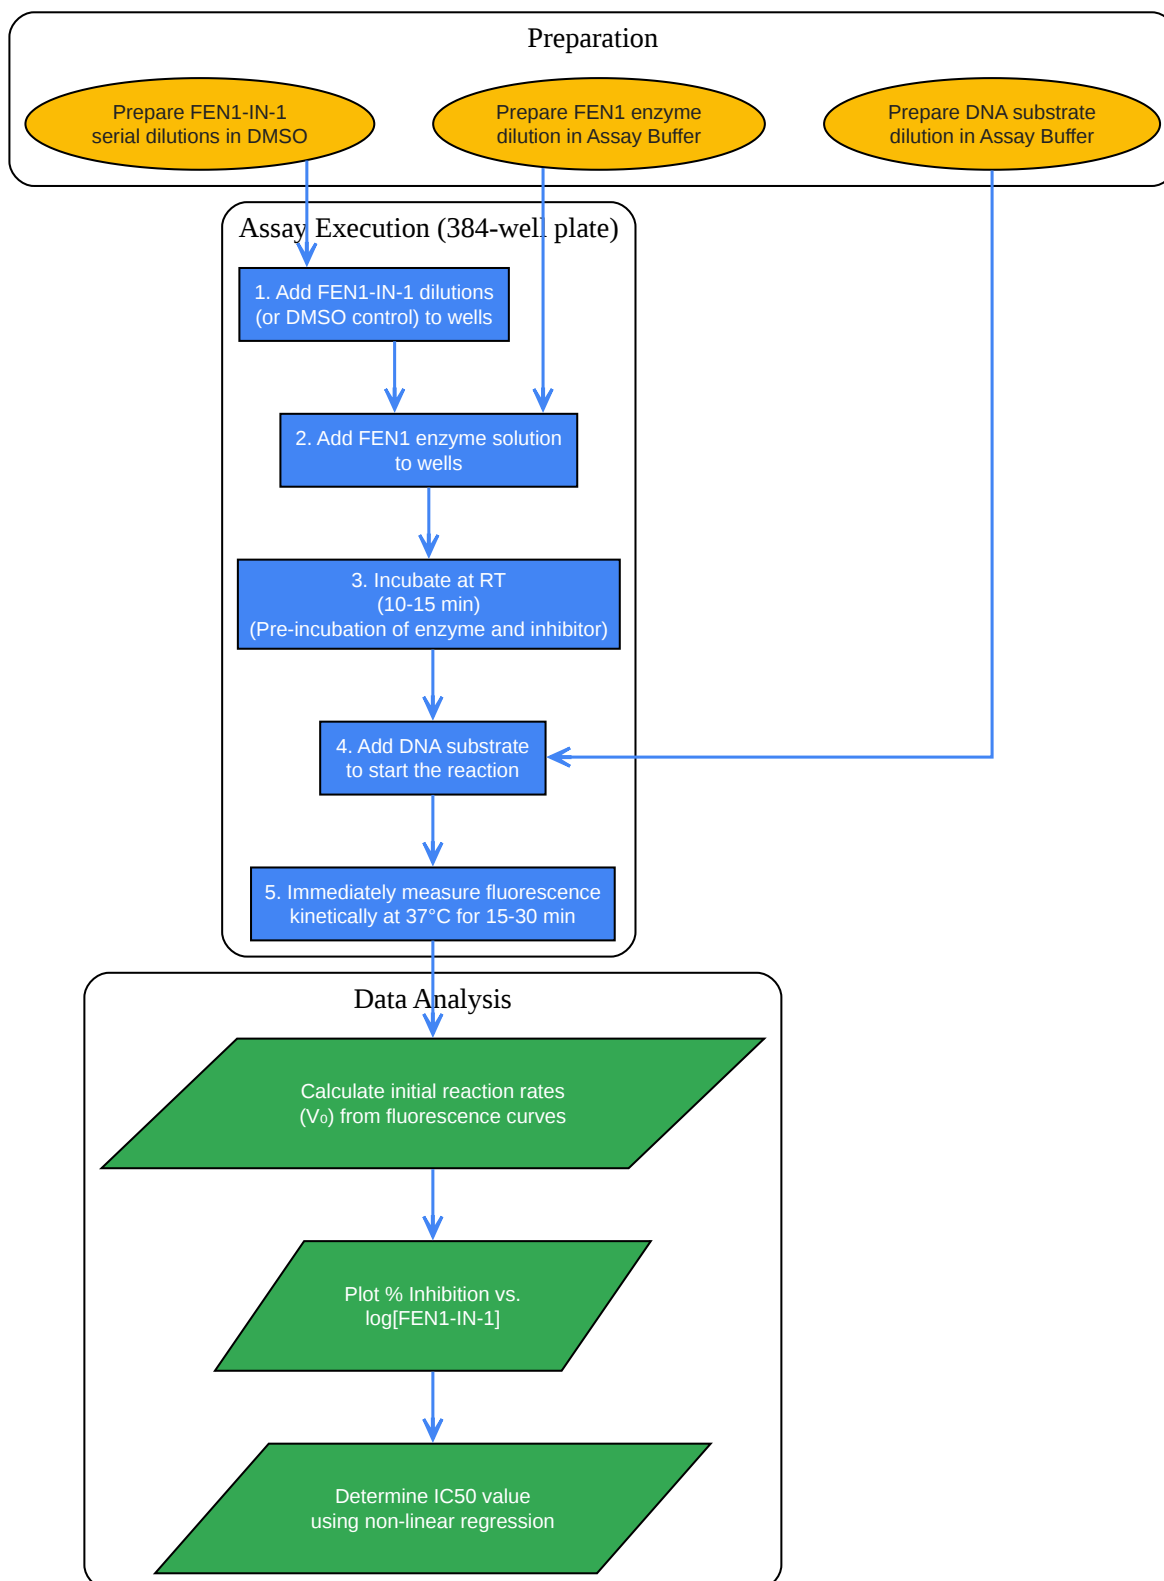 Preparation
Prepare FEN1-IN-1
serial dilutions in DMSO
Prepare FEN1 enzyme
dilution in Assay Buffer
Prepare DNA substrate
dilution in Assay Buffer
Assay Execution (384-well plate)
1. Add FEN1-IN-1 dilutions
(or DMSO control) to wells
2. Add FEN1 enzyme solution
to wells
3. Incubate at RT
(10-15 min)
(Pre-incubation of enzyme and inhibitor)
4. Add DNA substrate
to start the reaction
5. Immediately measure fluorescence
kinetically at 37°C for 15-30 min
Data Analysis
Calculate initial reaction rates
(V₀) from fluorescence curves
Plot % Inhibition vs.
log[FEN1-IN-1]
Determine IC50 value
using non-linear regression